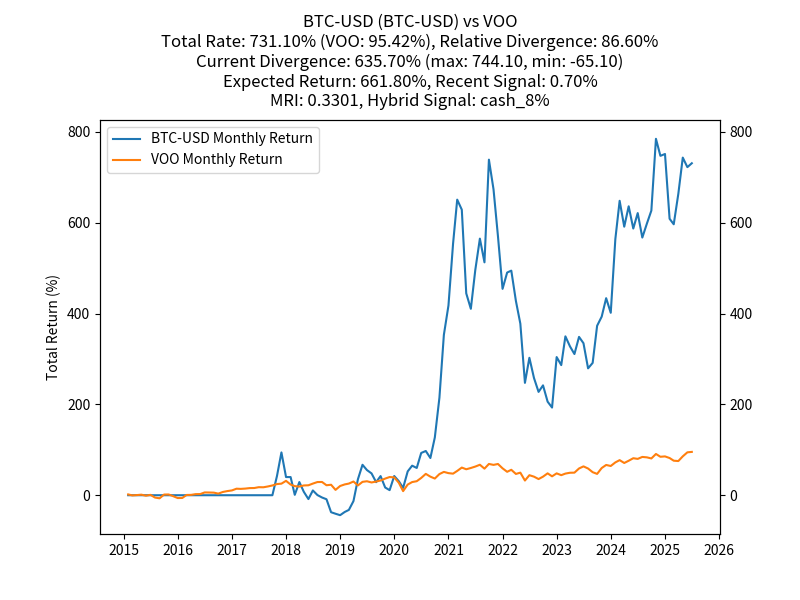 BTC-USD (BTC-USD) vs VOO
Total Rate: 731.10% (VOO: 95.42%), Relative Divergence: 86.60%
Current Divergence: 635.70% (max: 744.10, min: -65.10)
Expected Return: 661.80%, Recent Signal: 0.70%
MRI: 0.3301, Hybrid Signal: cash_8%
BTC-USD Monthly Return
VOO Monthly Return
Total Return (%)
800
600
400
200
0
800
600
400
200
0
2015 2016 2017 2018 2019 2020 2021 2022 2023 2024 2025 2026